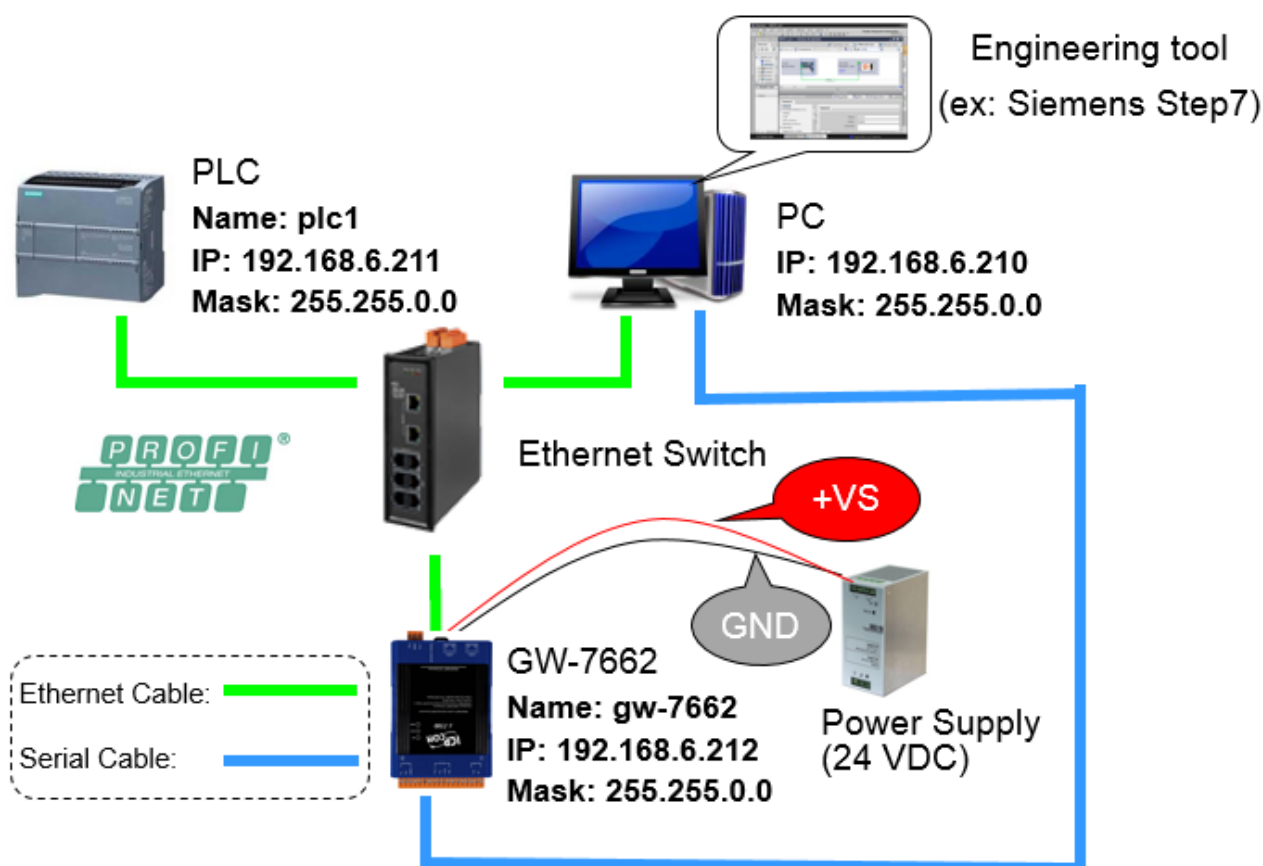 Engineering tool
(ex: Siemens Step7)
PLC
Name: plc1
IP: 192.168.6.211
Mask: 255.255.0.0
PC
IP: 192.168.6.210
Mask: 255.255.0.0
PROFI
INDUSTRIAL ETHERNET
NET
®
Ethernet Switch
+VS
GND
GW-7662
Name: gw-7662
IP: 192.168.6.212
Mask: 255.255.0.0
Power Supply
(24 VDC)
Ethernet Cable:
Serial Cable:
ICP CON